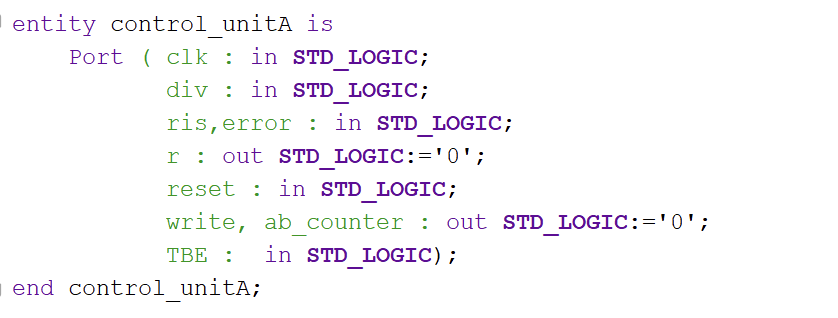 entity control_unitA is
    Port ( clk : in STD_LOGIC;
           div : in STD_LOGIC;
           ris,error : in STD_LOGIC;
           r : out STD_LOGIC:='0';
           reset : in STD_LOGIC;
           write, ab_counter : out STD_LOGIC:='0';
           TBE :  in STD_LOGIC);
end control_unitA;